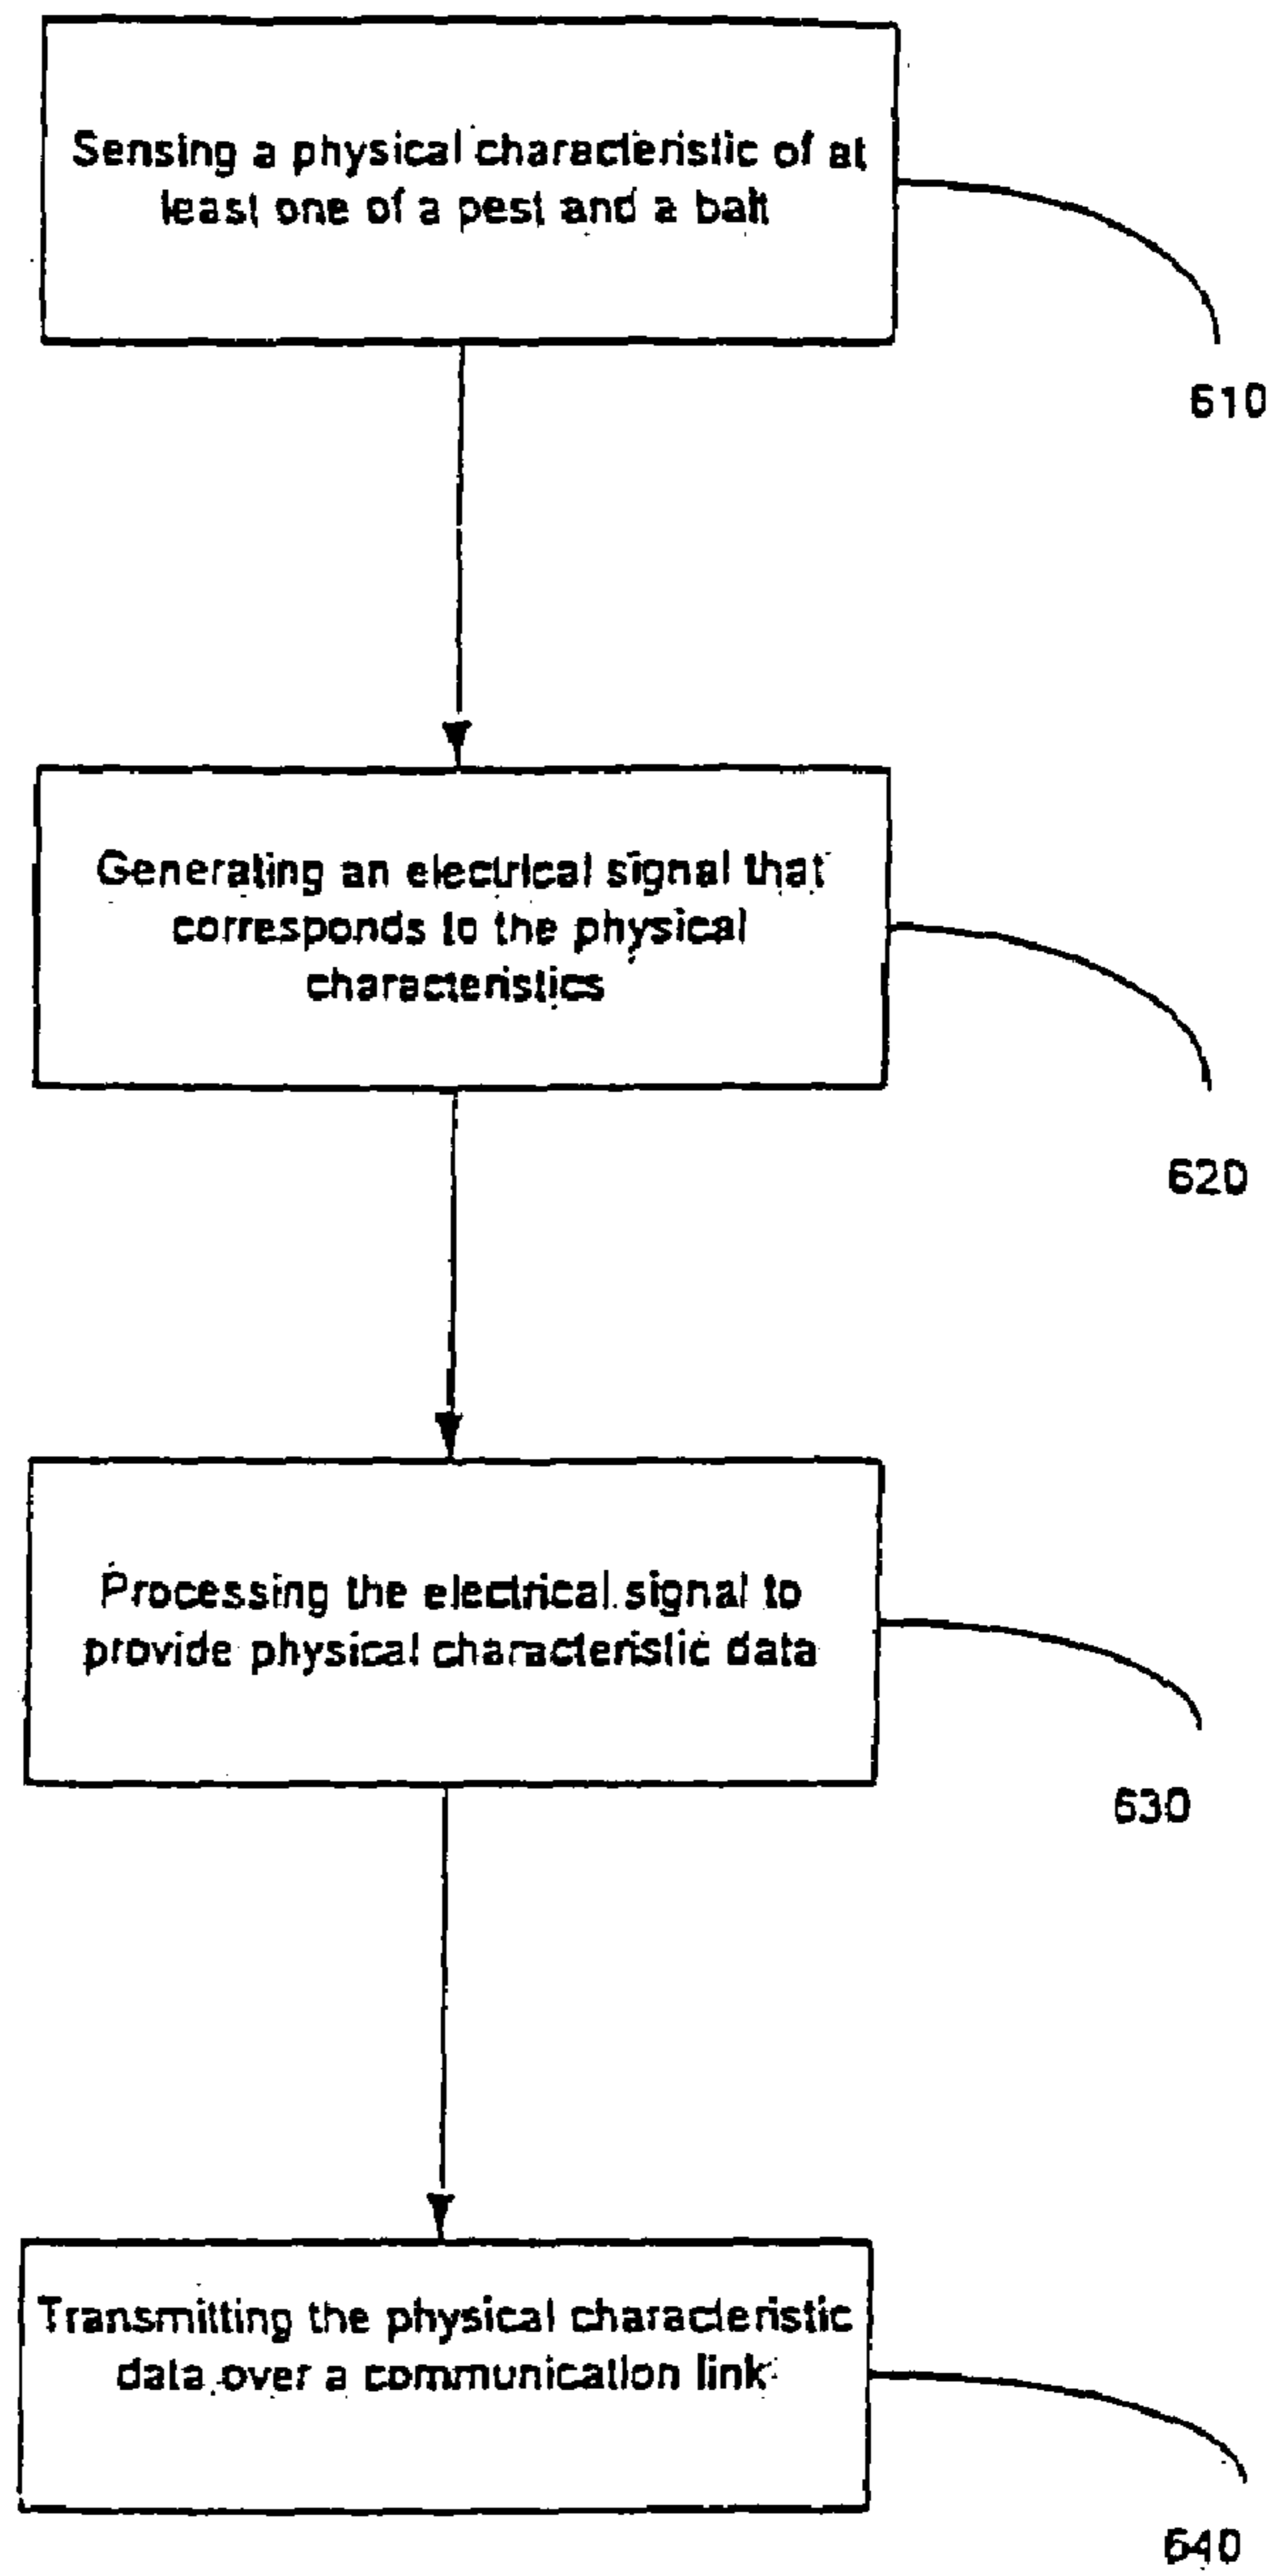 Sensing a physical characteristic of at
least one of a pest and a bait
610
Generating an electrical signal that
corresponds to the physical
characteristics
620
Processing the electrical signal to
provide physical characteristic data
630
Transmitting the physical characteristic
data over a communication link
640